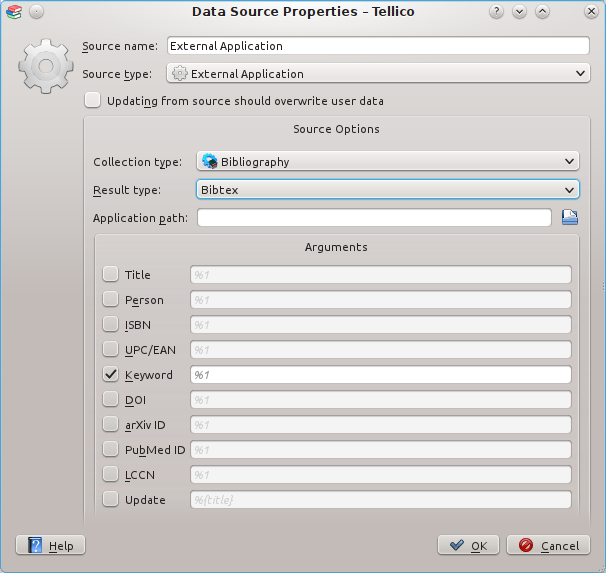 Data Source Properties – Tellico
Source name: External Application
Source type: External Application
Updating from source should overwrite user data
Source Options
Collection type: Bibliography
Result type: Bibtex
Application path:
Arguments
Title %1
Person %1
ISBN %1
UPC/EAN %1
Keyword %1
DOI %1
arXiv ID %1
PubMed ID %1
LCCN %1
Update %{title}
Help OK Cancel